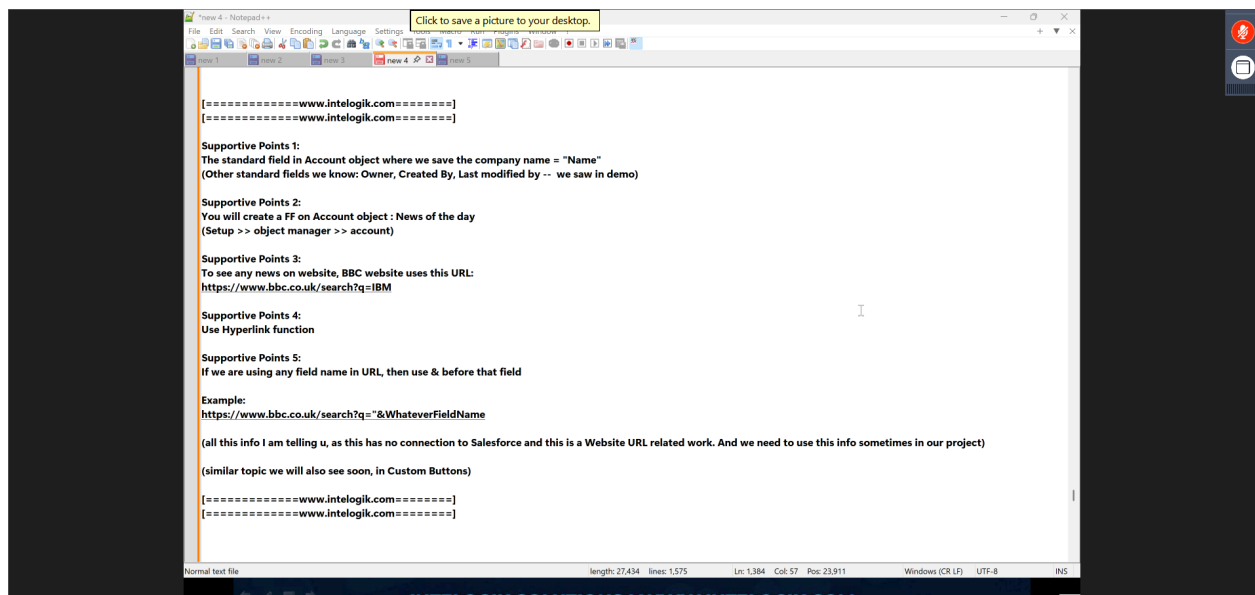 *new 4 - Notepad++
Click to save a picture to your desktop.
File Edit Search View Encoding Language Settings Tools Macro Run Plugins Window ?
new 1 new 2 new 3 new 4 new 5
[=============www.intelogik.com========]
[=============www.intelogik.com========]
Supportive Points 1:
The standard field in Account object where we save the company name = "Name"
(Other standard fields we know: Owner, Created By, Last modified by -- we saw in demo)
Supportive Points 2:
You will create a FF on Account object : News of the day
(Setup >> object manager >> account)
Supportive Points 3:
To see any news on website, BBC website uses this URL:
https://www.bbc.co.uk/search?q=IBM
Supportive Points 4:
Use Hyperlink function
Supportive Points 5:
If we are using any field name in URL, then use & before that field
Example:
https://www.bbc.co.uk/search?q="&WhateverFieldName
(all this info I am telling u, as this has no connection to Salesforce and this is a Website URL related work. And we need to use this info sometimes in our project)
(similar topic we will also see soon, in Custom Buttons)
[=============www.intelogik.com========]
[=============www.intelogik.com========]
Normal text file length: 27,434 lines: 1,575 Ln: 1,384 Col: 57 Pos: 23,911 Windows (CR LF) UTF-8 INS